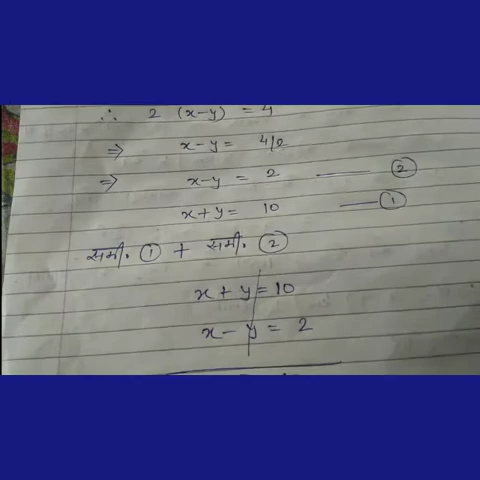 ∴ 2 (x-y) = 4
⇒ x-y = 4/2
⇒ x-y = 2 —— ②
x+y = 10 —— ①
समी. ① + समी. ②
x + y = 10
x - y = 2